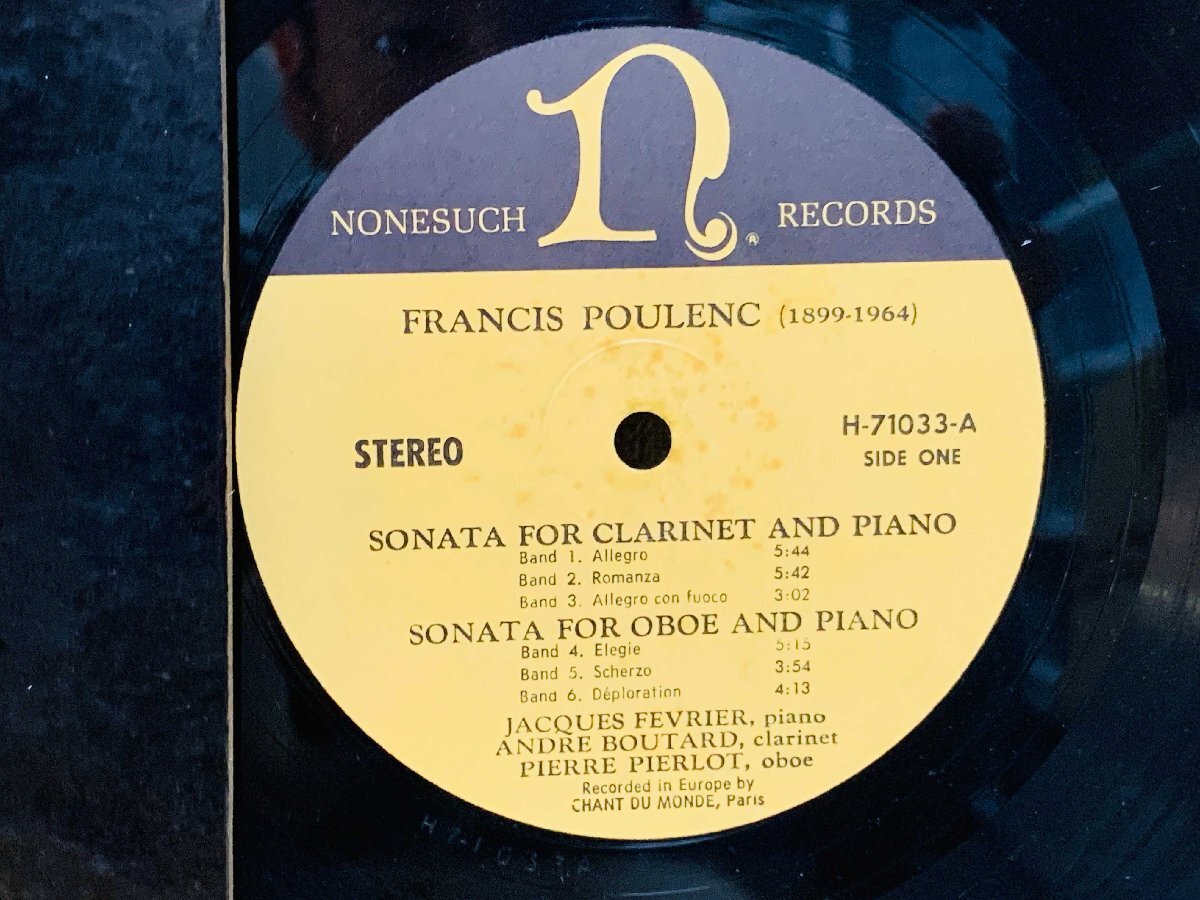 n
NONESUCH RECORDS
®
FRANCIS POULENC (1899-1964)
STEREO
H-71033-A
SIDE ONE
SONATA FOR CLARINET AND PIANO
Band 1. Allegro 5:44
Band 2. Romanza 5:42
Band 3. Allegro con fuoco 3:02
SONATA FOR OBOE AND PIANO
Band 4. Elegie 5:15
Band 5. Scherzo 3:54
Band 6. Déploration 4:13
JACQUES FEVRIER, piano
ANDRE BOUTARD, clarinet
PIERRE PIERLOT, oboe
Recorded in Europe by
CHANT DU MONDE, Paris